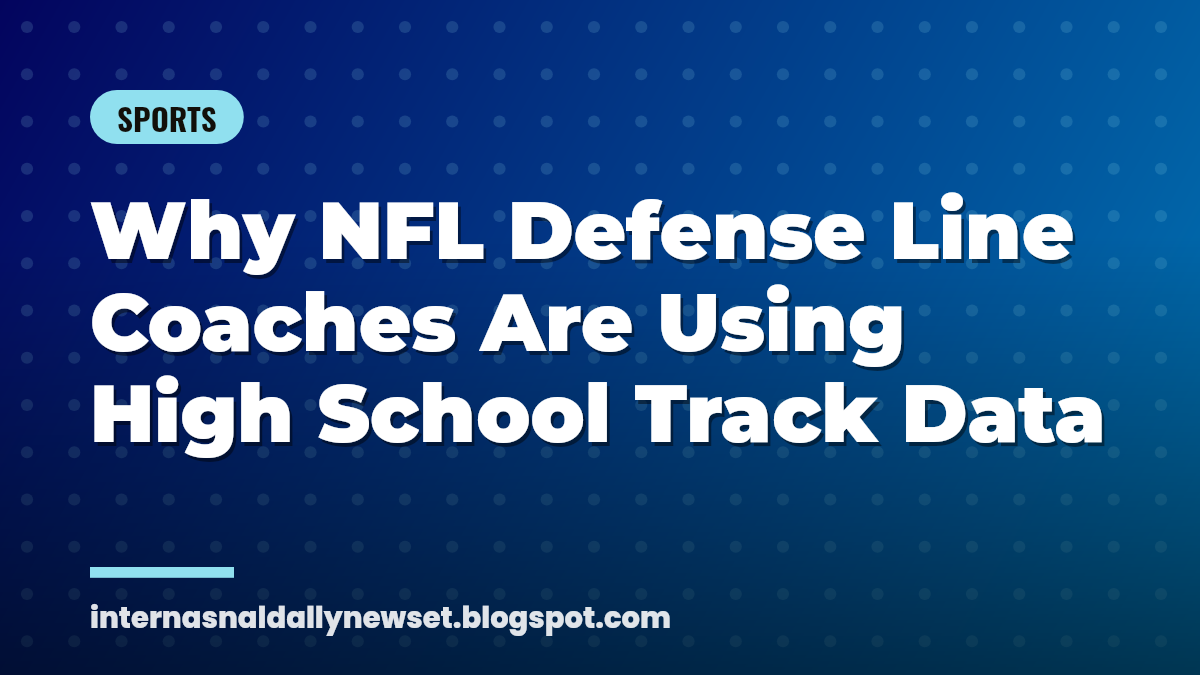 SPORTS
Why NFL Defense Line
Coaches Are Using
High School Track Data
internasnaldallynewset.blogspot.com